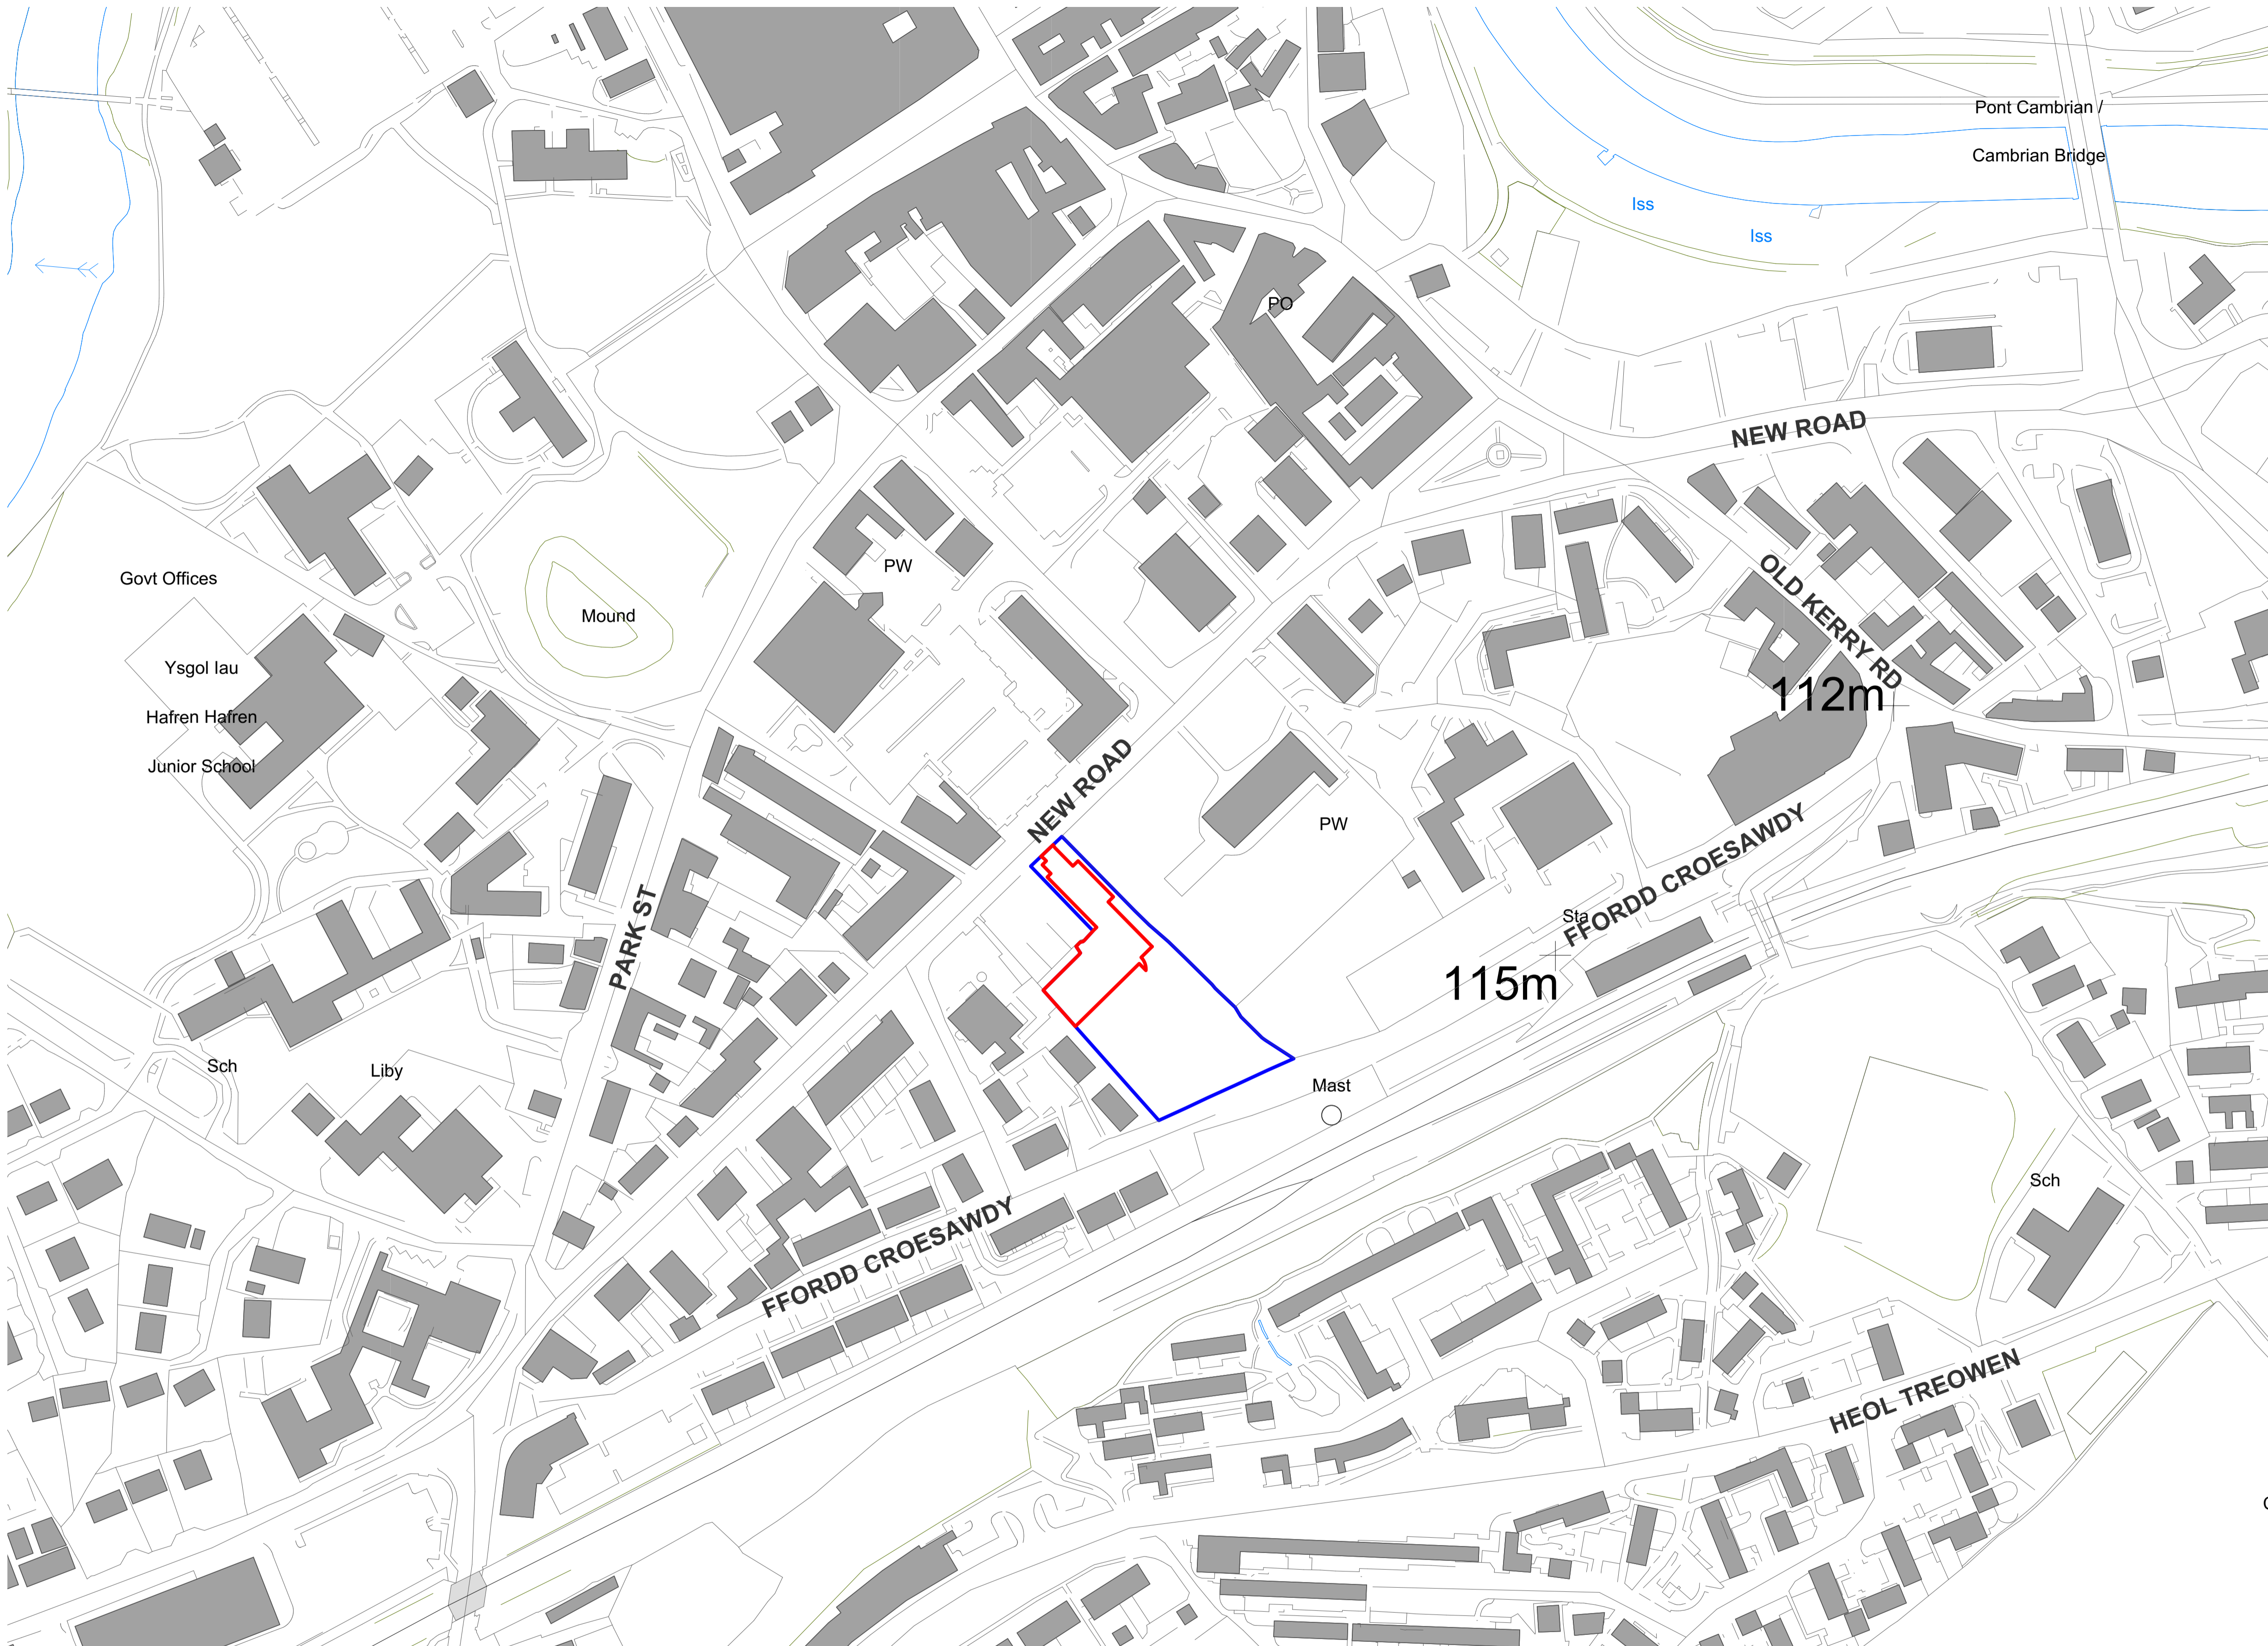 Pont Cambrian /
Cambrian Bridge
Iss
Iss
PO
NEW ROAD
PW
Govt Offices
Mound
OLD KERRY RD
Ysgol Iau
112m
Hafren Hafren
Junior School
NEW ROAD
PW
FFORDD CROESAWDY
PARK ST
Sta
115m
Sch
Liby
Mast
Sch
FFORDD CROESAWDY
HEOL TREOWEN